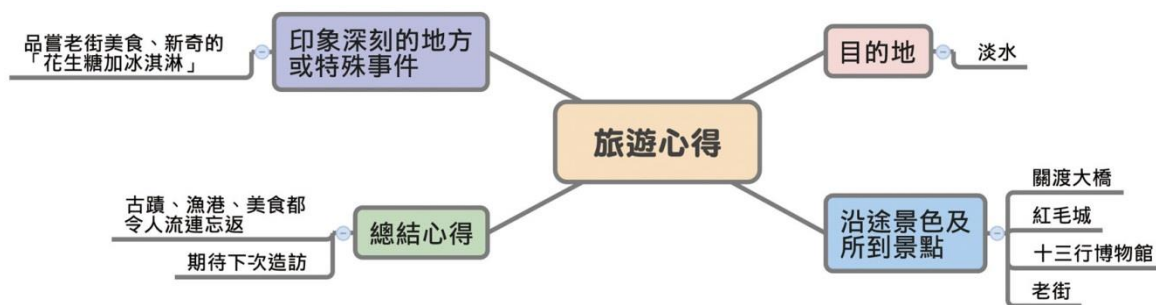 旅遊心得
目的地
淡水
沿途景色及
所到景點
關渡大橋
紅毛城
十三行博物館
老街
印象深刻的地方
或特殊事件
品嘗老街美食、新奇的
「花生糖加冰淇淋」
總結心得
古蹟、漁港、美食都
令人流連忘返
期待下次造訪